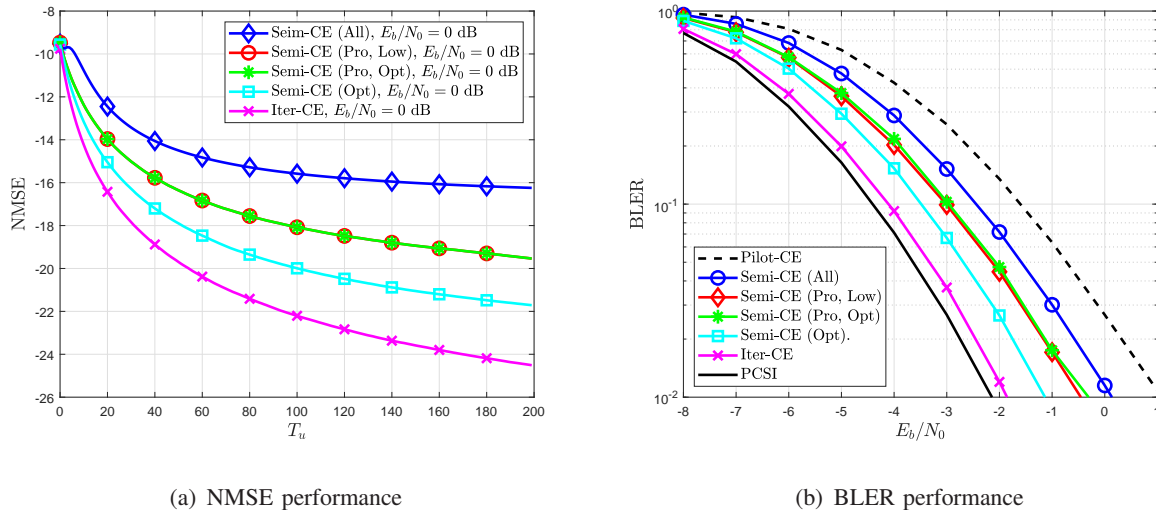 -8
-10
-12
-14
-16
-18
-20
-22
-24
-26
NMSE
0 20 40 60 80 100 120 140 160 180 200
T_u
Seim-CE (All), E_b/N_0 = 0 dB
Semi-CE (Pro, Low), E_b/N_0 = 0 dB
Semi-CE (Pro, Opt), E_b/N_0 = 0 dB
Semi-CE (Opt), E_b/N_0 = 0 dB
Iter-CE, E_b/N_0 = 0 dB
(a) NMSE performance
10^0
10^-1
10^-2
BLER
-8 -7 -6 -5 -4 -3 -2 -1 0 1
E_b/N_0
Pilot-CE
Semi-CE (All)
Semi-CE (Pro, Low)
Semi-CE (Pro, Opt)
Semi-CE (Opt).
Iter-CE
PCSI
(b) BLER performance